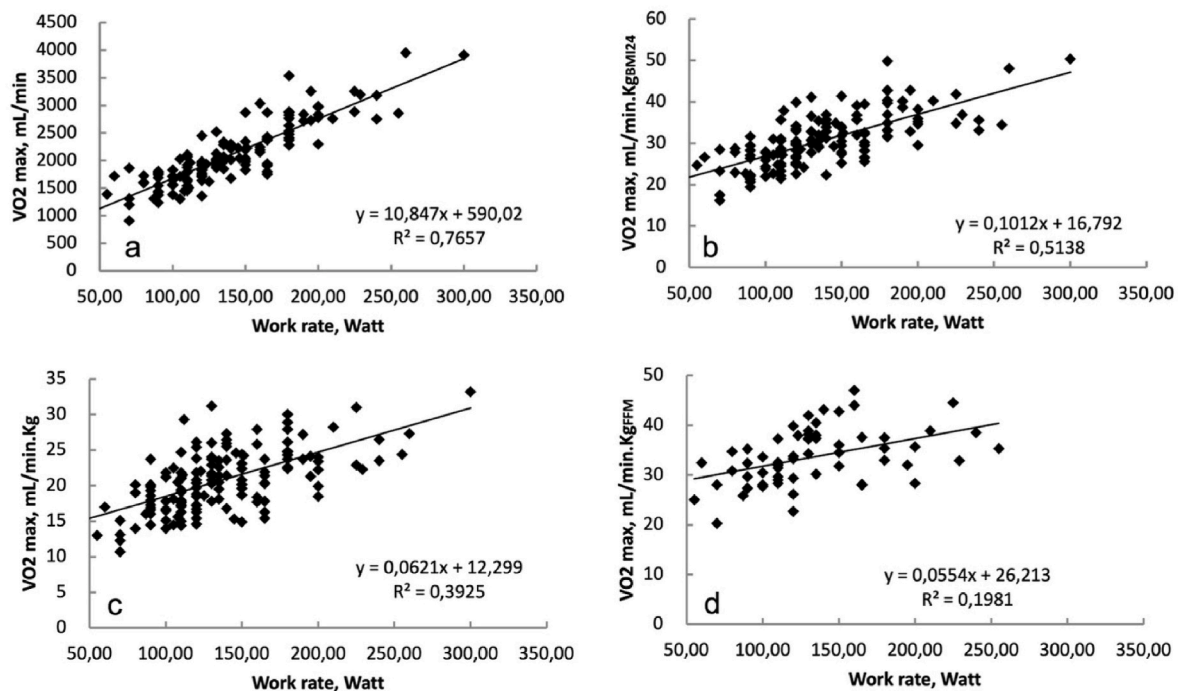 4500
4000
3500
3000
2500
2000
1500
1000
500
0
VO2 max, mL/min
a
y = 10,847x + 590,02
R² = 0,7657
50,00 100,00 150,00 200,00 250,00 300,00 350,00
Work rate, Watt
60
50
40
30
20
10
0
VO2 max, mL/min.KgBMI24
b
y = 0,1012x + 16,792
R² = 0,5138
50,00 100,00 150,00 200,00 250,00 300,00 350,00
Work rate, Watt
35
30
25
20
15
10
5
0
VO2 max, mL/min.Kg
c
y = 0,0621x + 12,299
R² = 0,3925
50,00 100,00 150,00 200,00 250,00 300,00 350,00
Work rate, Watt
50
40
30
20
10
0
VO2 max, mL/min.KgFFM
d
y = 0,0554x + 26,213
R² = 0,1981
50,00 100,00 150,00 200,00 250,00 300,00 350,00
Work rate, Watt